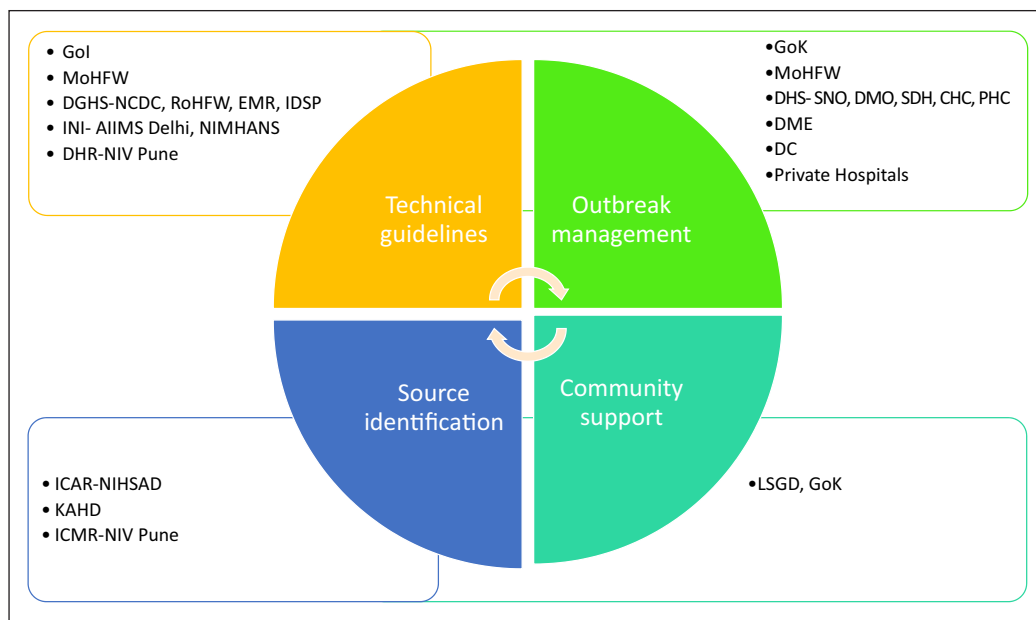 • GoI
• MoHFW
• DGHS-NCDC, RoHFW, EMR, IDSP
• INI- AIIMS Delhi, NIMHANS
• DHR-NIV Pune
•GoK
•MoHFW
•DHS- SNO, DMO, SDH, CHC, PHC
•DME
•DC
•Private Hospitals
Technical
guidelines
Outbreak
management
Source
identification
Community
support
• ICAR-NIHSAD
• KAHD
• ICMR-NIV Pune
•LSGD, GoK